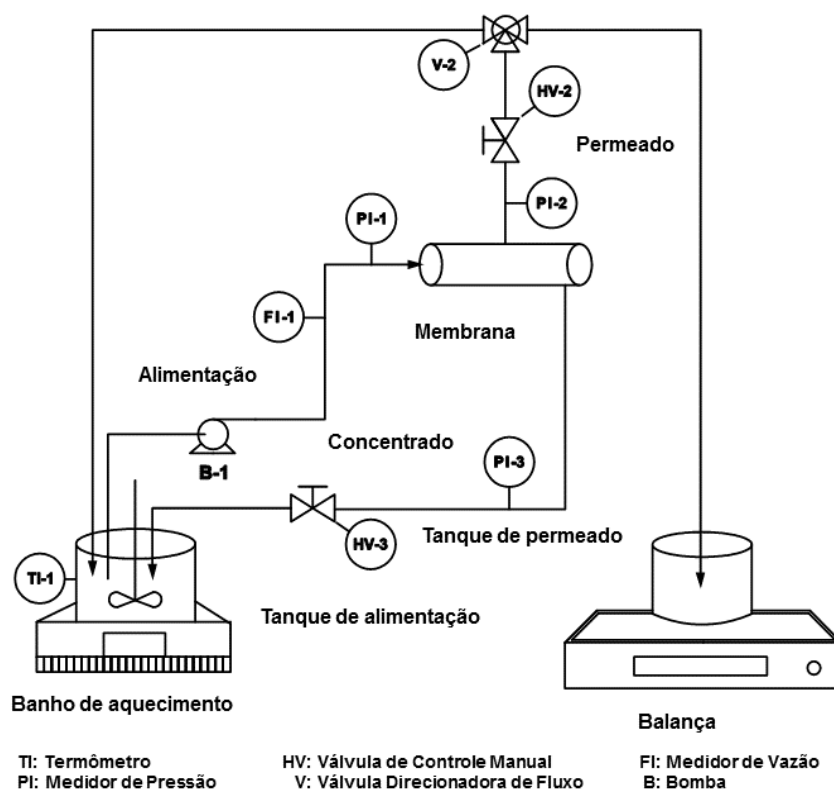 V-2
HV-2
Permeado
PI-1
PI-2
FI-1
Membrana
Alimentação
Concentrado
B-1
PI-3
HV-3
Tanque de permeado
TI-1
Tanque de alimentação
Banho de aquecimento
Balança
TI: Termômetro HV: Válvula de Controle Manual FI: Medidor de Vazão
PI: Medidor de Pressão V: Válvula Direcionadora de Fluxo B: Bomba